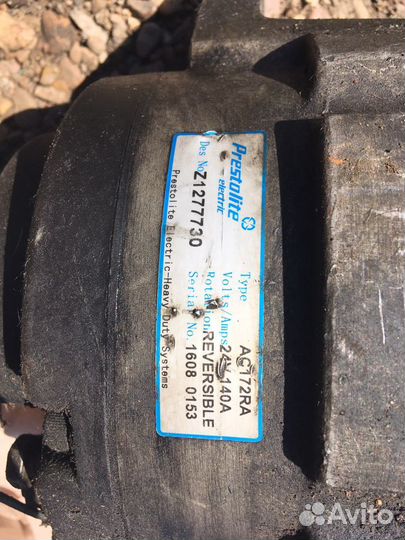 Prestolite
electric
Des No. Z1277730
Type AC172RA
Volts/Amps 24V 140A
Rotation REVERSIBLE
Serial No. 1608 0153
Prestolite Electric-Heavy Duty Systems
Avito